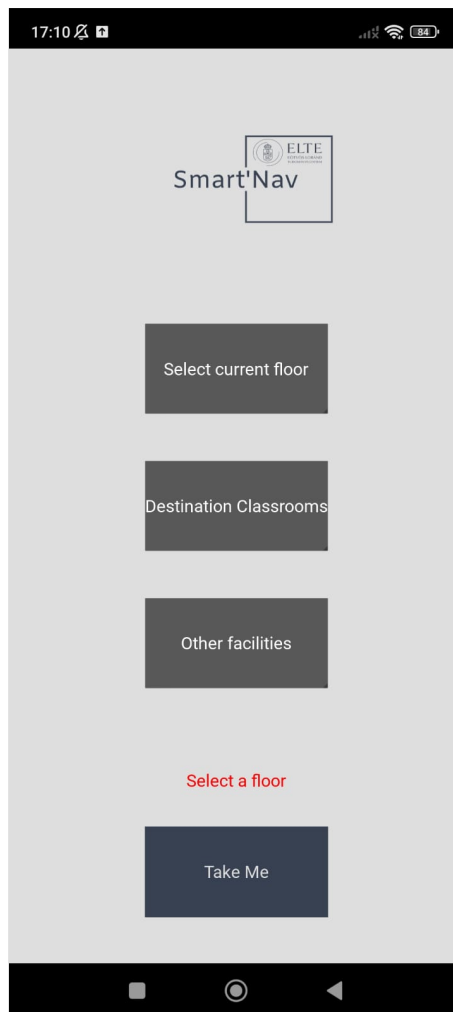 17:10
84
ELTE
Smart'Nav
Select current floor
Destination Classrooms
Other facilities
Select a floor
Take Me